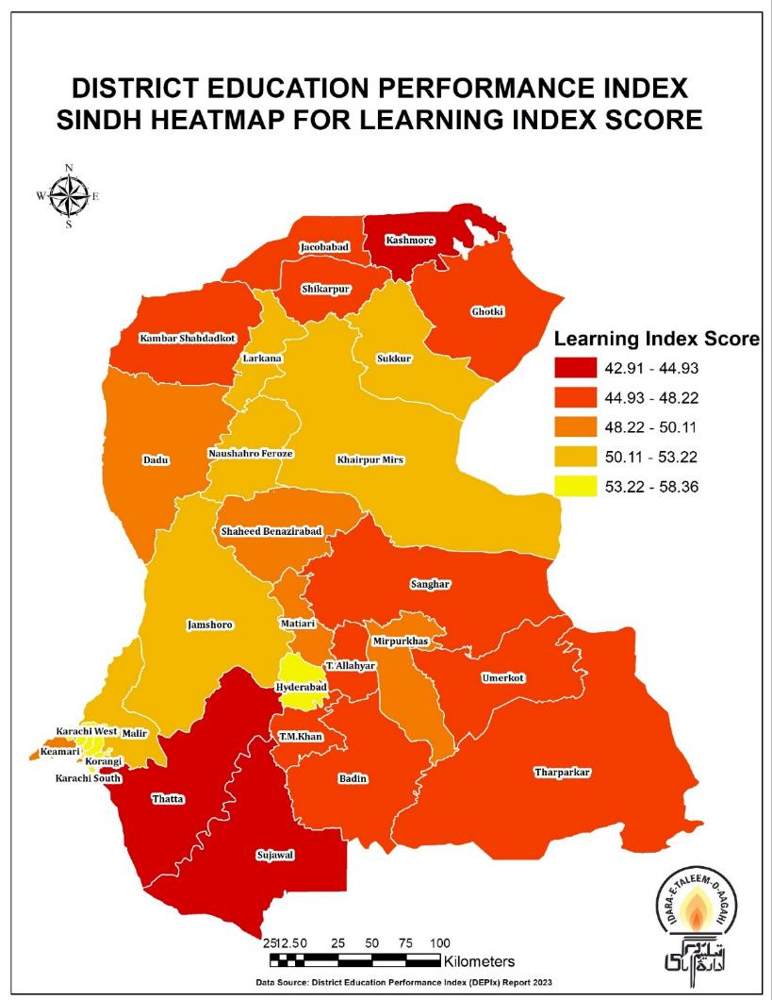 DISTRICT EDUCATION PERFORMANCE INDEX
SINDH HEATMAP FOR LEARNING INDEX SCORE
N
W E
S
Kashmore
Jacobabad
Shikarpur
Ghotki
Kambar Shahdadkot
Larkana
Sukkur
Learning Index Score
42.91 - 44.93
44.93 - 48.22
48.22 - 50.11
50.11 - 53.22
53.22 - 58.36
Naushahro Feroze
Dadu
Khairpur Mirs
Shaheed Benazirabad
Sanghar
Matiari
Jamshoro
Mirpurkhas
T. Allahyar
Umerkot
Hyderabad
Karachi West
Malir
T.M.Khan
Keamari
Korangi
Karachi South
Badin
Tharparkar
Thatta
Sujawal
IDARA-E-TALEEM-O-AAGAHI
2512.50 25 50 75 100
Kilometers
Data Source: District Education Performance Index (DEPIx) Report 2023